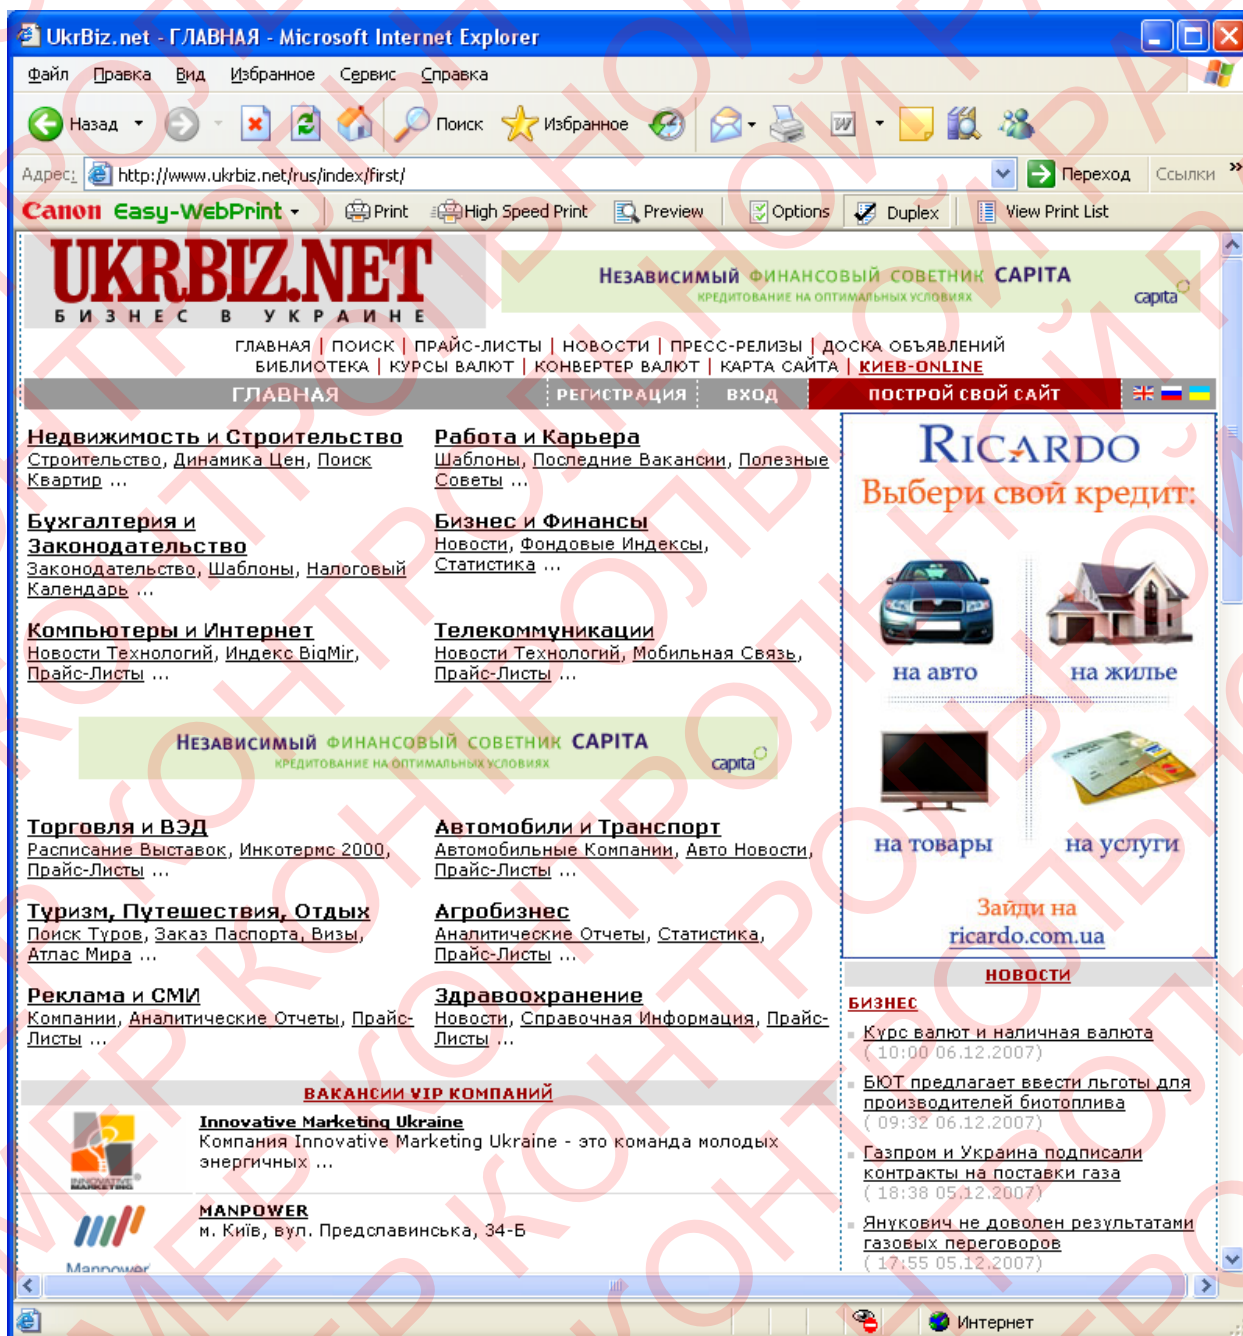 UkrBiz.net - ГЛАВНАЯ - Microsoft Internet Explorer
Файл Правка Вид Избранное Сервис Справка
Назад Поиск Избранное
Адрес: http://www.ukrbiz.net/rus/index/first/ Переход Ссылки »
Canon Easy-WebPrint Print High Speed Print Preview Options Duplex View Print List
UKRBIZ.NET
БИЗНЕС В УКРАИНЕ
НЕЗАВИСИМЫЙ ФИНАНСОВЫЙ СОВЕТНИК CAPITA
КРЕДИТОВАНИЕ НА ОПТИМАЛЬНЫХ УСЛОВИЯХ
capita
ГЛАВНАЯ | ПОИСК | ПРАЙС-ЛИСТЫ | НОВОСТИ | ПРЕСС-РЕЛИЗЫ | ДОСКА ОБЪЯВЛЕНИЙ
БИБЛИОТЕКА | КУРСЫ ВАЛЮТ | КОНВЕРТЕР ВАЛЮТ | КАРТА САЙТА | КИЕВ-ONLINE
ГЛАВНАЯ РЕГИСТРАЦИЯ ВХОД ПОСТРОЙ СВОЙ САЙТ
Недвижимость и Строительство
Строительство, Динамика Цен, Поиск
Квартир ...
Работа и Карьера
Шаблоны, Последние Вакансии, Полезные
Советы ...
Бухгалтерия и
Законодательство
Законодательство, Шаблоны, Налоговый
Календарь ...
Бизнес и Финансы
Новости, Фондовые Индексы,
Статистика ...
Компьютеры и Интернет
Новости Технологий, Индекс BigMir,
Прайс-Листы ...
Телекоммуникации
Новости Технологий, Мобильная Связь,
Прайс-Листы ...
НЕЗАВИСИМЫЙ ФИНАНСОВЫЙ СОВЕТНИК CAPITA
КРЕДИТОВАНИЕ НА ОПТИМАЛЬНЫХ УСЛОВИЯХ
capita
Торговля и ВЭД
Расписание Выставок, Инкотермс 2000,
Прайс-Листы ...
Автомобили и Транспорт
Автомобильные Компании, Авто Новости,
Прайс-Листы ...
Туризм, Путешествия, Отдых
Поиск Туров, Заказ Паспорта, Визы,
Атлас Мира ...
Агробизнес
Аналитические Отчеты, Статистика,
Прайс-Листы ...
Реклама и СМИ
Компании, Аналитические Отчеты, Прайс-
Листы ...
Здравоохранение
Новости, Справочная Информация, Прайс-
Листы ...
ВАКАНСИИ VIP КОМПАНИЙ
INNOVATIVE
MARKETING
Innovative Marketing Ukraine
Компания Innovative Marketing Ukraine - это команда молодых
энергичных ...
Manpower
MANPOWER
м. Київ, вул. Предславинська, 34-Б
RICARDO
Выбери свой кредит:
на авто на жилье
на товары на услуги
Зайди на
ricardo.com.ua
НОВОСТИ
БИЗНЕС
Курс валют и наличная валюта
( 10:00 06.12.2007)
БЮТ предлагает ввести льготы для
производителей биотоплива
( 09:32 06.12.2007)
Газпром и Украина подписали
контракты на поставки газа
( 18:38 05.12.2007)
Янукович не доволен результатами
газовых переговоров
( 17:55 05.12.2007)
Интернет